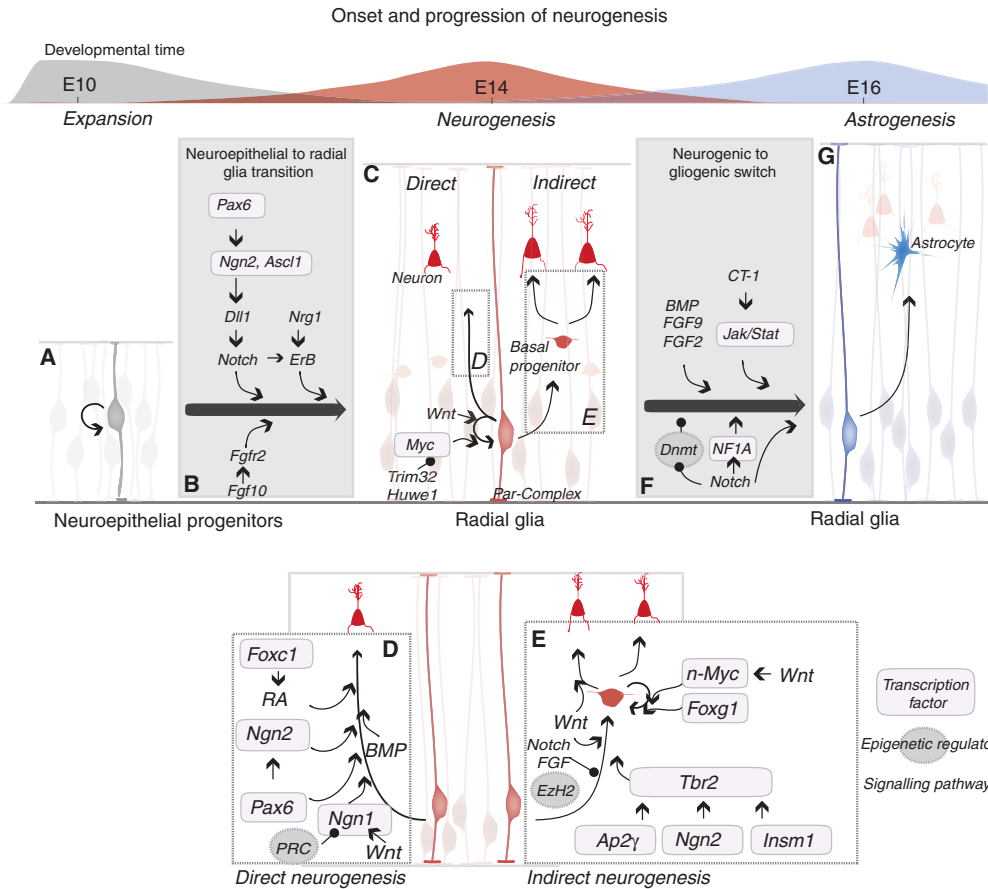 Onset and progression of neurogenesis
Developmental time
E10
E14
E16
Expansion
Neurogenesis
Astrogenesis
A
Neuroepithelial to radial
glia transition
Pax6
Ngn2, Ascl1
Dll1
Nrg1
Notch
ErB
Fgfr2
Fgf10
B
Neuroepithelial progenitors
C
Direct
Indirect
Neuron
D
Basal
progenitor
E
Wnt
Myc
Trim32
Huwe1
Par-Complex
Radial glia
Neurogenic to
gliogenic switch
CT-1
BMP
FGF9
FGF2
Jak/Stat
Dnmt
NF1A
Notch
F
G
Astrocyte
Radial glia
D
Foxc1
RA
Ngn2
BMP
Pax6
Ngn1
PRC
Wnt
Direct neurogenesis
E
n-Myc
Wnt
Foxg1
Wnt
Notch
FGF
EzH2
Tbr2
Ap2γ
Ngn2
Insm1
Indirect neurogenesis
Transcription
factor
Epigenetic regulato
Signalling pathway